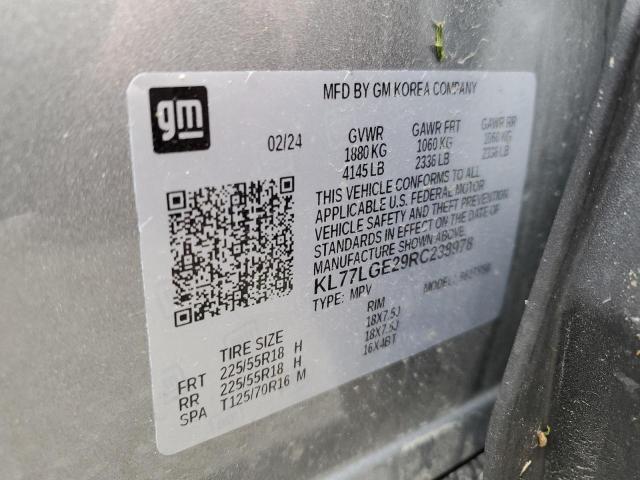 gm
MFD BY GM KOREA COMPANY
02/24
GVWR GAWR FRT GAWR RR
1880 KG 1060 KG 1060 KG
4145 LB 2336 LB 2336 LB
THIS VEHICLE CONFORMS TO ALL
APPLICABLE U.S. FEDERAL MOTOR
VEHICLE SAFETY AND THEFT PREVENTION
STANDARDS IN EFFECT ON THE DATE OF
MANUFACTURE SHOWN ABOVE.
KL77LGE29RC239978
TYPE: MPV MODEL:
TIRE SIZE RIM
FRT 225/55R18 H 18X7.5J
RR 225/55R18 H 18X7.5J
SPA T125/70R16 M 16X4BT